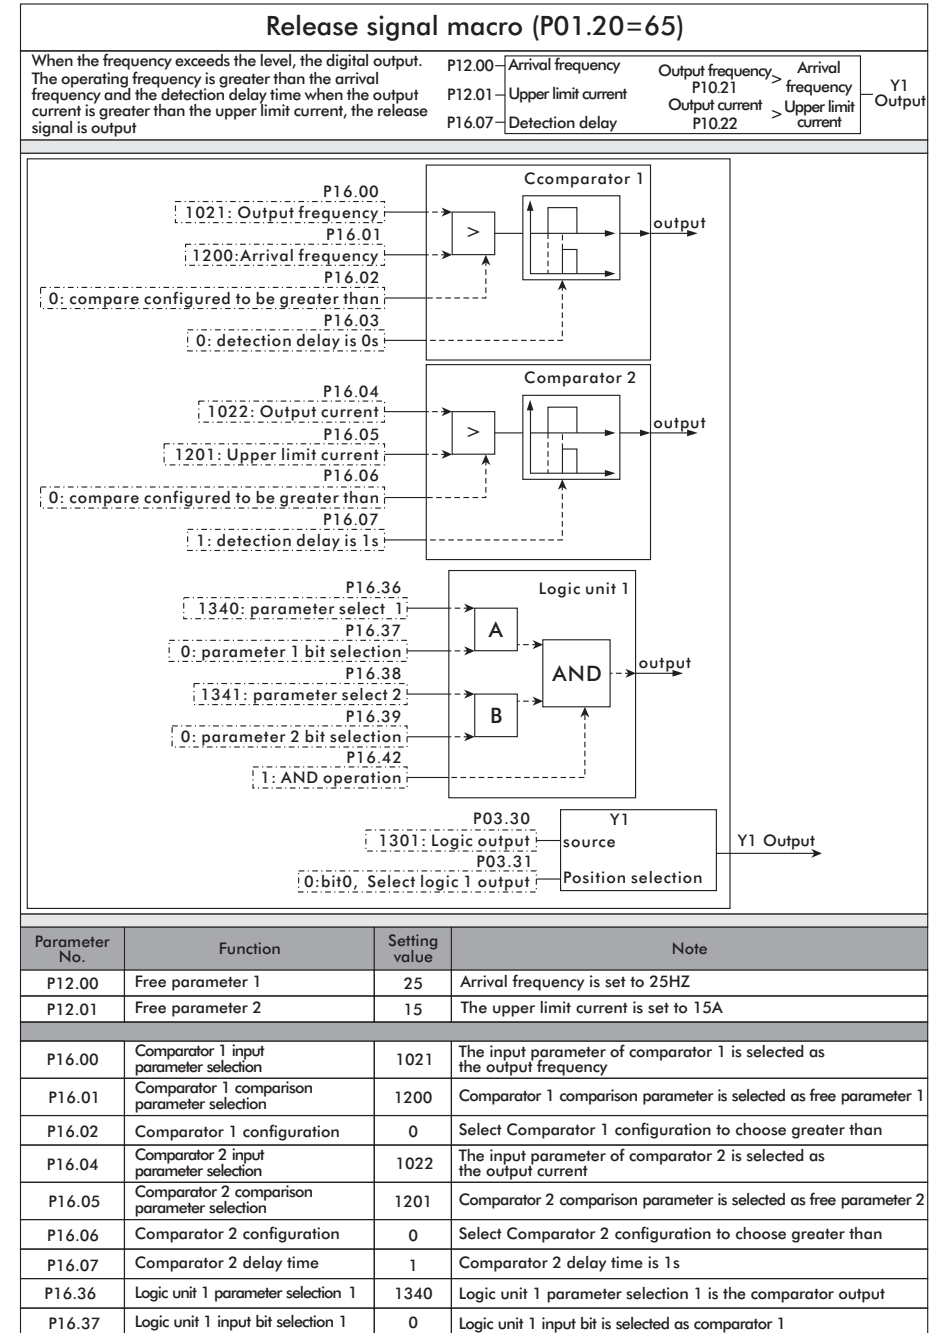 Release signal macro (P01.20=65)
When the frequency exceeds the level, the digital output.
The operating frequency is greater than the arrival
frequency and the detection delay time when the output
current is greater than the upper limit current, the release
signal is output
P12.00 Arrival frequency
P12.01 Upper limit current
P16.07 Detection delay
Output frequency > Arrival
P10.21 frequency
Output current > Upper limit
P10.22 current
Y1
Output
Ccomparator 1
P16.00
1021: Output frequency
P16.01
1200:Arrival frequency
P16.02
0: compare configured to be greater than
P16.03
0: detection delay is 0s
>
output
Comparator 2
P16.04
1022: Output current
P16.05
1201: Upper limit current
P16.06
0: compare configured to be greater than
P16.07
1: detection delay is 1s
>
output
Logic unit 1
P16.36
1340: parameter select 1
P16.37
0: parameter 1 bit selection
P16.38
1341: parameter select 2
P16.39
0: parameter 2 bit selection
P16.42
1: AND operation
A
B
AND
output
P03.30
1301: Logic output
P03.31
0:bit0, Select logic 1 output
Y1
source
Position selection
Y1 Output
Parameter No. Function Setting value Note
P12.00 Free parameter 1 25 Arrival frequency is set to 25HZ
P12.01 Free parameter 2 15 The upper limit current is set to 15A
P16.00 Comparator 1 input parameter selection 1021 The input parameter of comparator 1 is selected as the output frequency
P16.01 Comparator 1 comparison parameter selection 1200 Comparator 1 comparison parameter is selected as free parameter 1
P16.02 Comparator 1 configuration 0 Select Comparator 1 configuration to choose greater than
P16.04 Comparator 2 input parameter selection 1022 The input parameter of comparator 2 is selected as the output current
P16.05 Comparator 2 comparison parameter selection 1201 Comparator 2 comparison parameter is selected as free parameter 2
P16.06 Comparator 2 configuration 0 Select Comparator 2 configuration to choose greater than
P16.07 Comparator 2 delay time 1 Comparator 2 delay time is 1s
P16.36 Logic unit 1 parameter selection 1 1340 Logic unit 1 parameter selection 1 is the comparator output
P16.37 Logic unit 1 input bit selection 1 0 Logic unit 1 input bit is selected as comparator 1